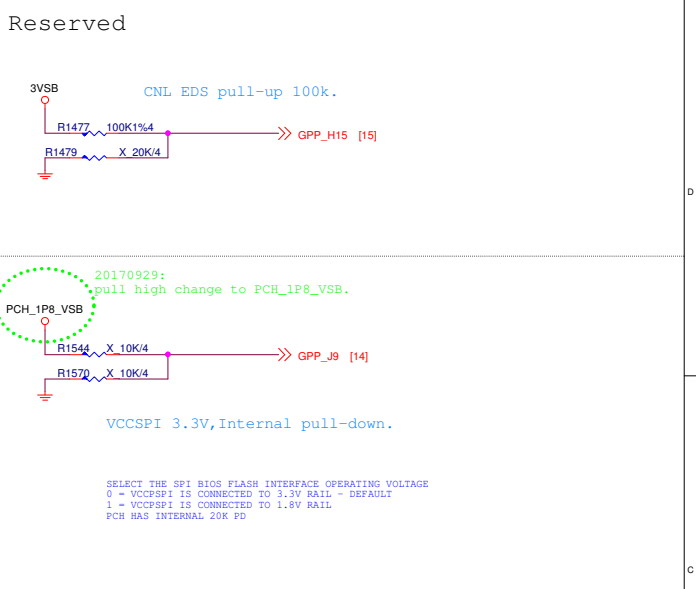 Reserved
3VSB
CNL EDS pull-up 100k.
R1477 100K1%4
GPP_H15 [15]
R1479 X_20K/4
D
20170929:
pull high change to PCH_1P8_VSB.
PCH_1P8_VSB
R1544 X_10K/4
GPP_J9 [14]
R1570 X_10K/4
VCCSPI 3.3V,Internal pull-down.
SELECT THE SPI BIOS FLASH INTERFACE OPERATING VOLTAGE
0 = VCCPSPI IS CONNECTED TO 3.3V RAIL - DEFAULT
1 = VCCPSPI IS CONNECTED TO 1.8V RAIL
PCH HAS INTERNAL 20K PD
C